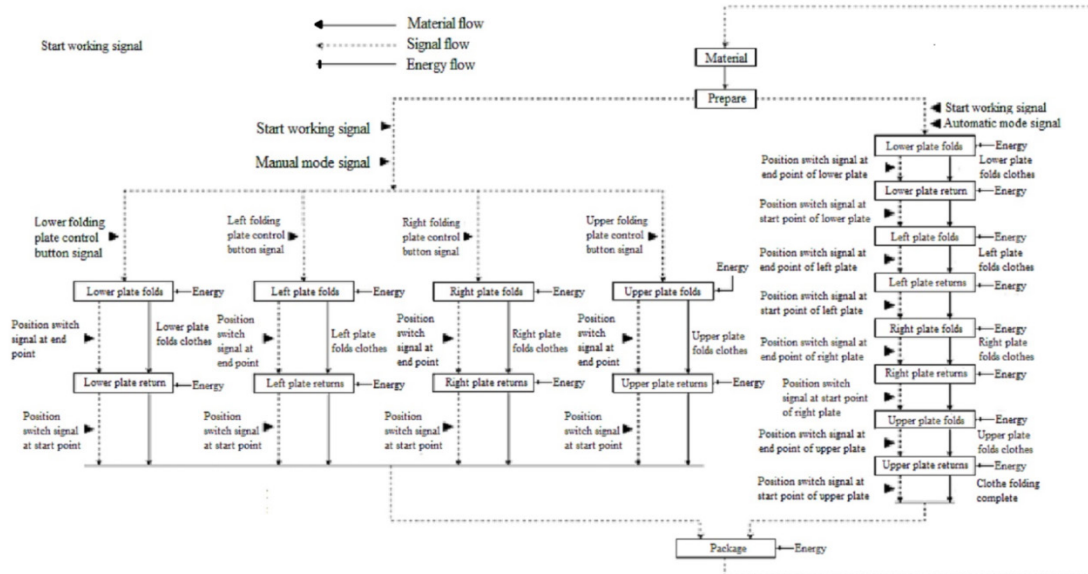 Start working signal
Material flow
Signal flow
Energy flow
Material
Prepare
Start working signal
Manual mode signal
Lower folding
plate control
button signal
Left folding
plate control
button signal
Right folding
plate control
button signal
Upper folding
plate control
button signal
Lower plate folds
Energy
Left plate folds
Energy
Right plate folds
Energy
Upper plate folds
Energy
Position switch
signal at end
point
Lower plate
folds clothes
Position
switch
signal at
end point
Left plate
folds clothes
Position
switch
signal at
end point
Right plate
folds clothes
Position
switch
signal at
end point
Upper plate
folds clothes
Lower plate return
Energy
Left plate returns
Energy
Right plate returns
Energy
Upper plate returns
Energy
Position
switch signal
at start point
Position
switch signal
at start point
Position
switch signal
at start point
Position
switch signal
at start point
Start working signal
Automatic mode signal
Lower plate folds
Energy
Position switch signal at
end point of lower plate
Lower plate
folds clothes
Lower plate return
Energy
Position switch signal at
start point of lower plate
Left plate folds
Energy
Position switch signal at
end point of left plate
Left plate
folds clothes
Left plate returns
Energy
Position switch signal at
start point of left plate
Right plate folds
Energy
Position switch signal at
end point of right plate
Right plate
folds clothes
Right plate return
Energy
Position switch
signal at start point
of right plate
Upper plate folds
Energy
Position switch signal at
end point of upper plate
Upper plate
folds clothes
Upper plate returns
Energy
Position switch signal at
start point of upper plate
Clothe folding
complete
Package
Energy